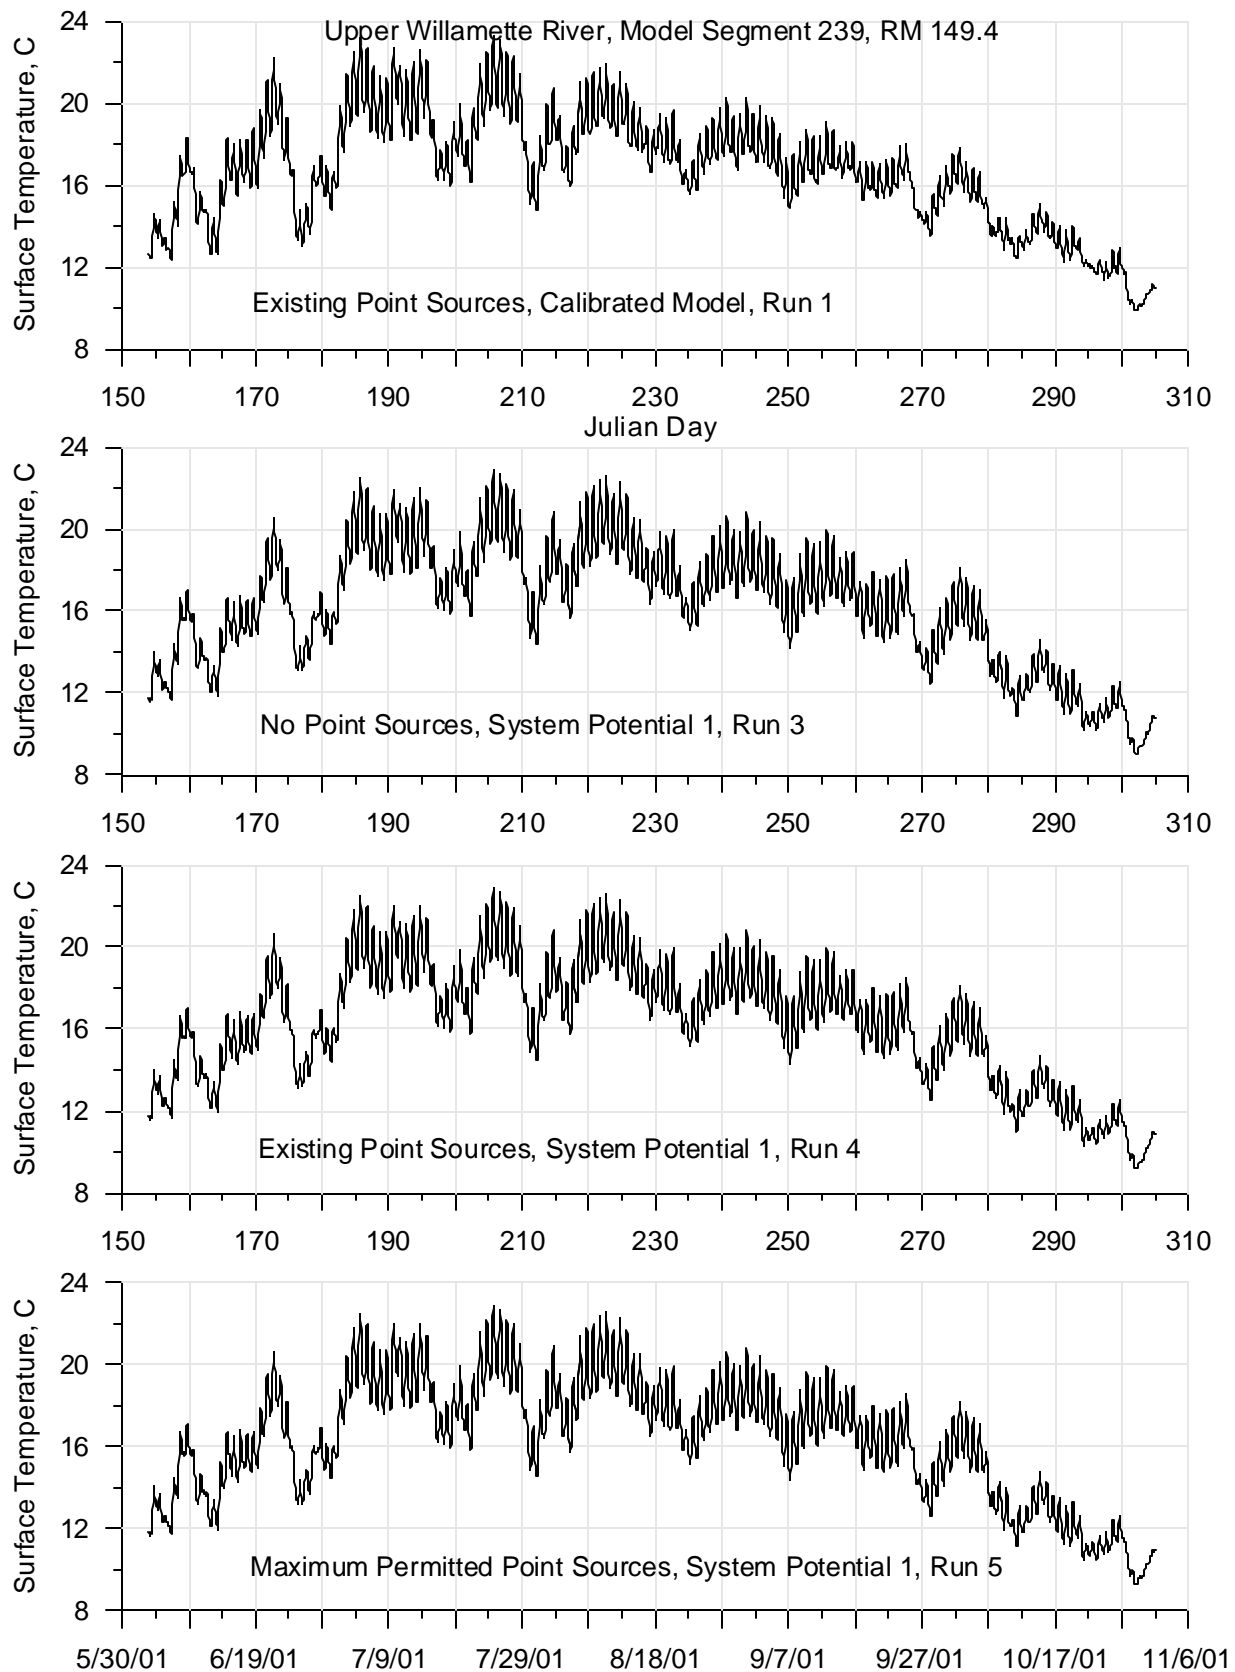 Upper Willamette River, Model Segment 239, RM 149.4
24
20
16
12
8
Surface Temperature, C
Existing Point Sources, Calibrated Model, Run 1
150 170 190 210 230 250 270 290 310
Julian Day
24
20
16
12
8
Surface Temperature, C
No Point Sources, System Potential 1, Run 3
150 170 190 210 230 250 270 290 310
24
20
16
12
8
Surface Temperature, C
Existing Point Sources, System Potential 1, Run 4
150 170 190 210 230 250 270 290 310
24
20
16
12
8
Surface Temperature, C
Maximum Permitted Point Sources, System Potential 1, Run 5
5/30/01 6/19/01 7/9/01 7/29/01 8/18/01 9/7/01 9/27/01 10/17/01 11/6/01